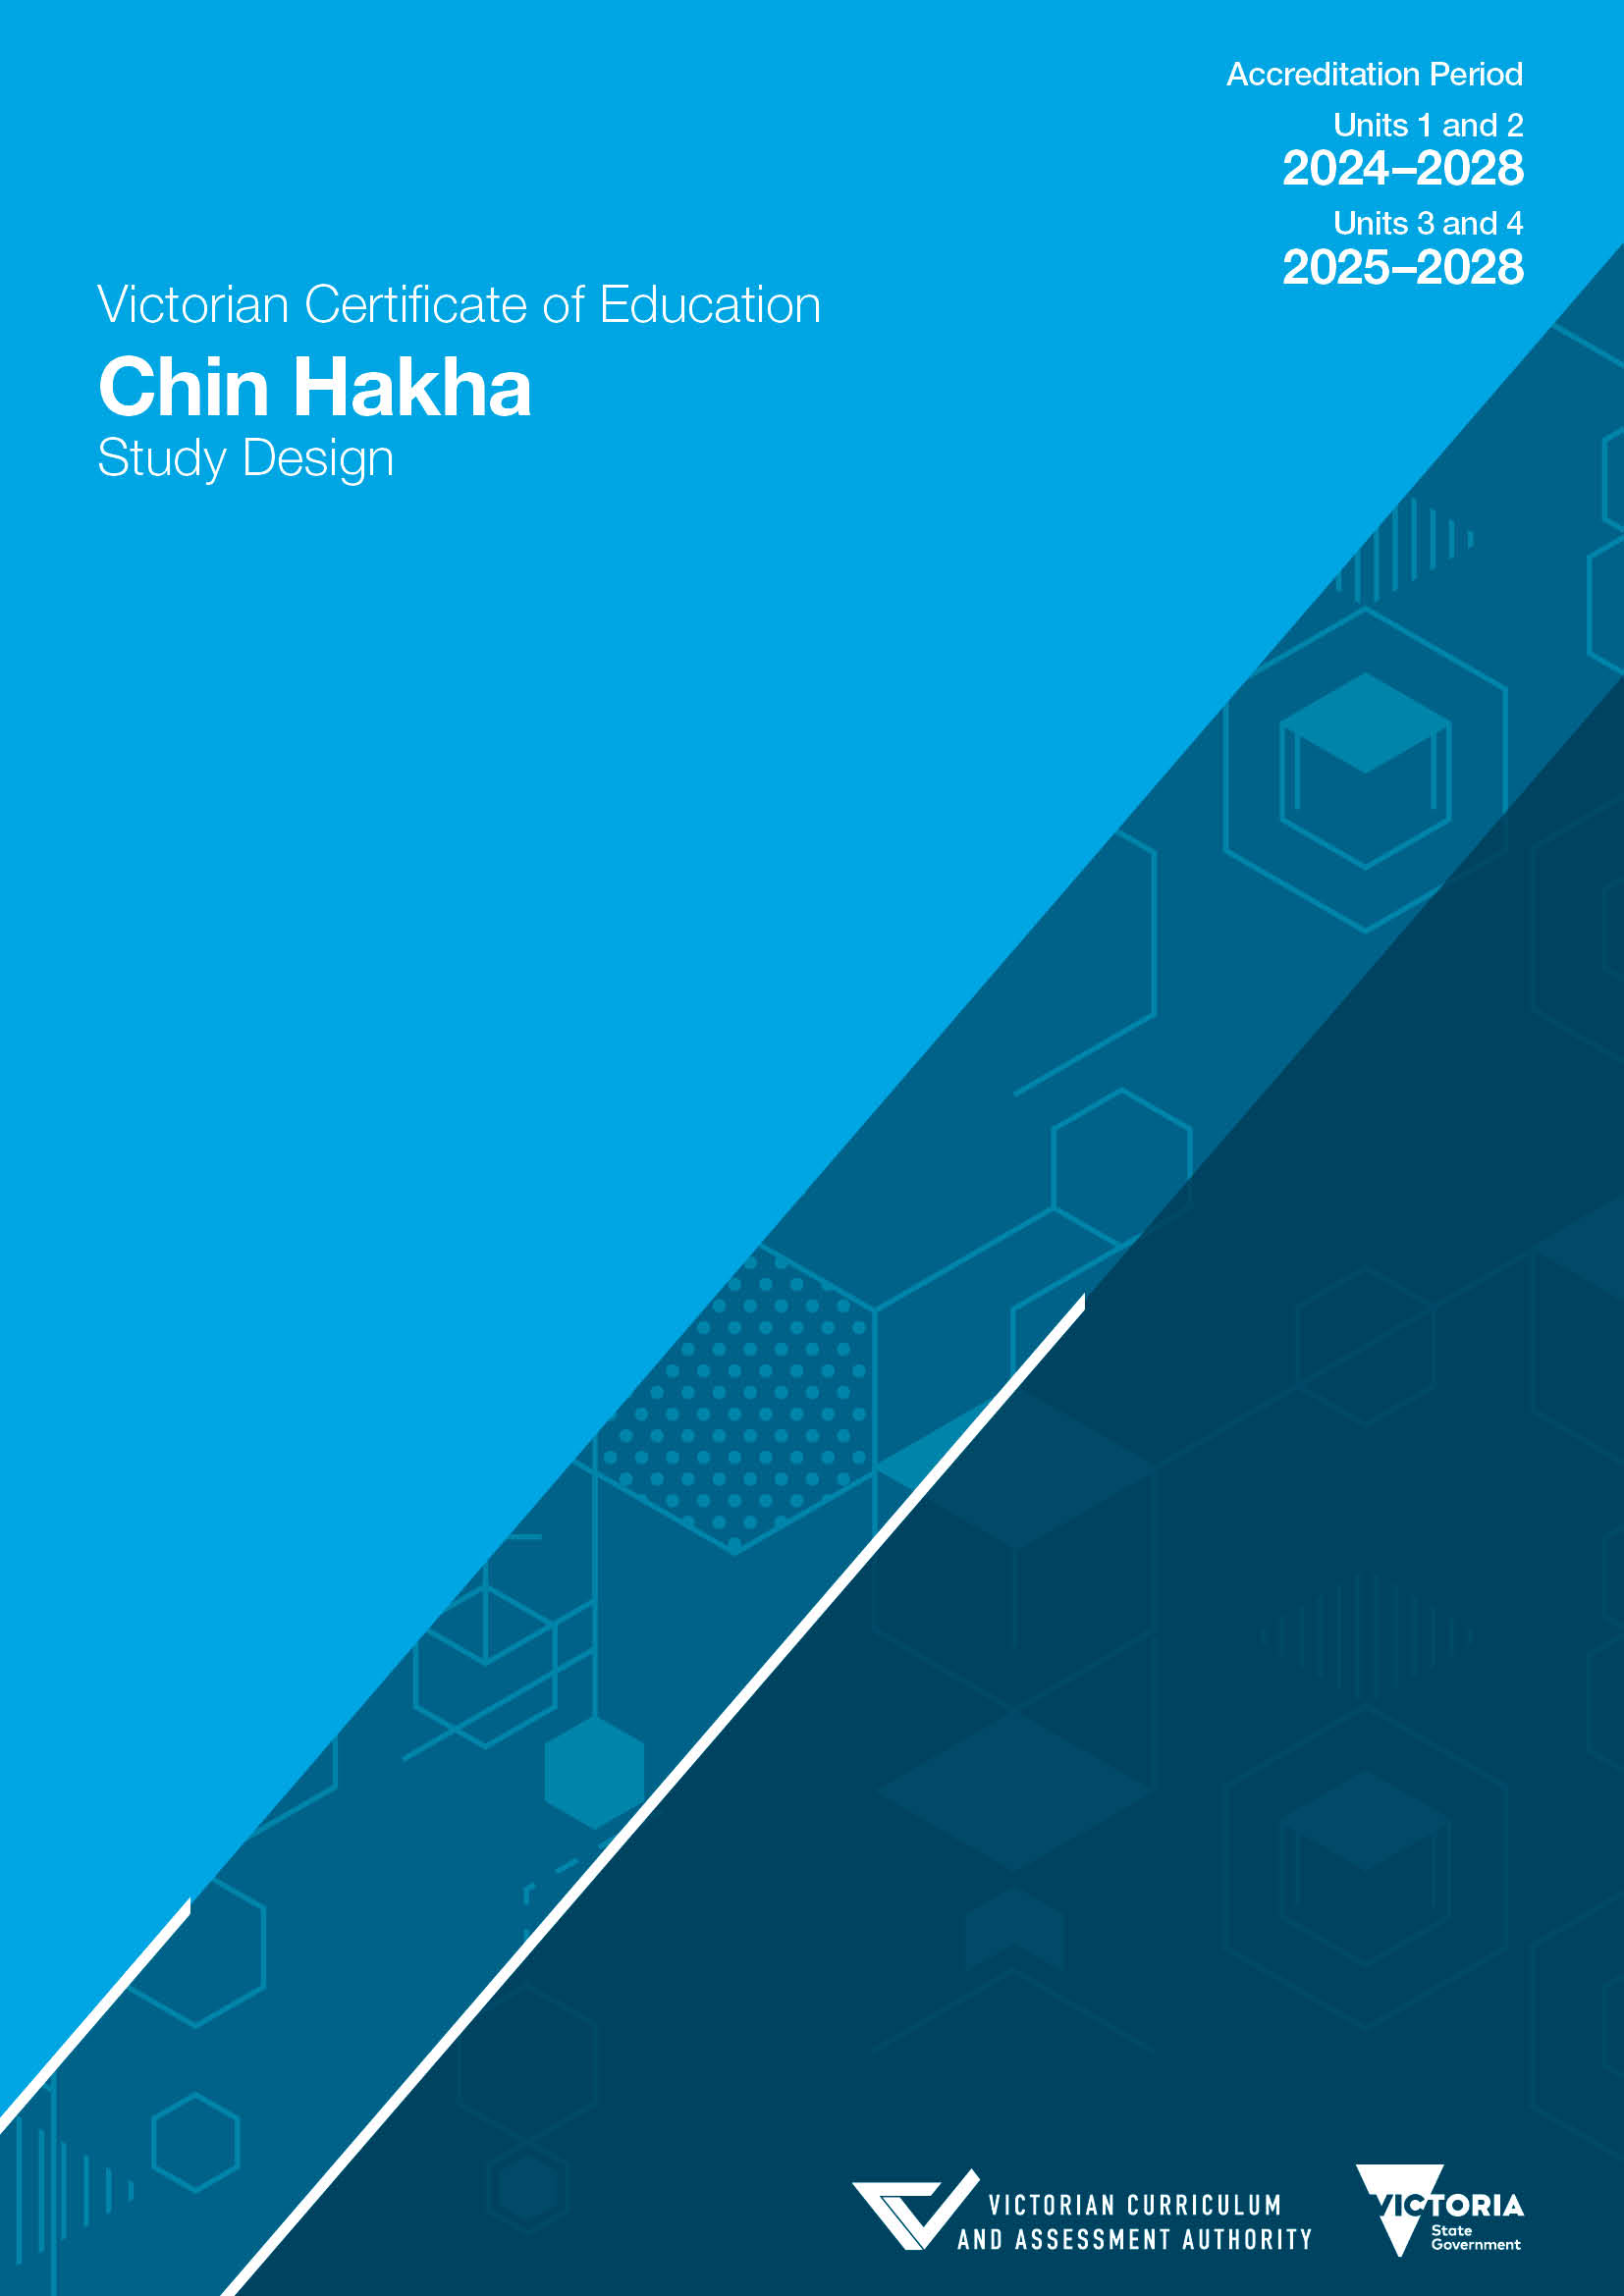 Accreditation Period
Units 1 and 2
2024–2028
Units 3 and 4
2025–2028
Victorian Certificate of Education
Chin Hakha
Study Design
VICTORIAN CURRICULUM
AND ASSESSMENT AUTHORITY
VICTORIA
State
Government